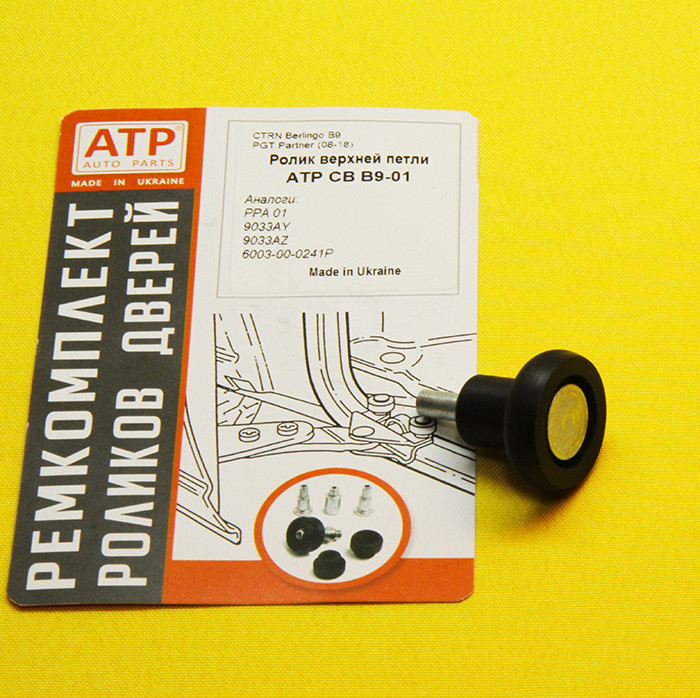 ATP®
AUTO PARTS
MADE IN UKRAINE
РЕМКОМПЛЕКТ
РОЛИКОВ ДВЕРЕЙ
CTRN Berlingo B9
PGT Partner (08-18)
Ролик верхней петли
ATP CB B9-01
Аналоги:
PPA 01
9033AY
9033AZ
6003-00-0241P
Made in Ukraine